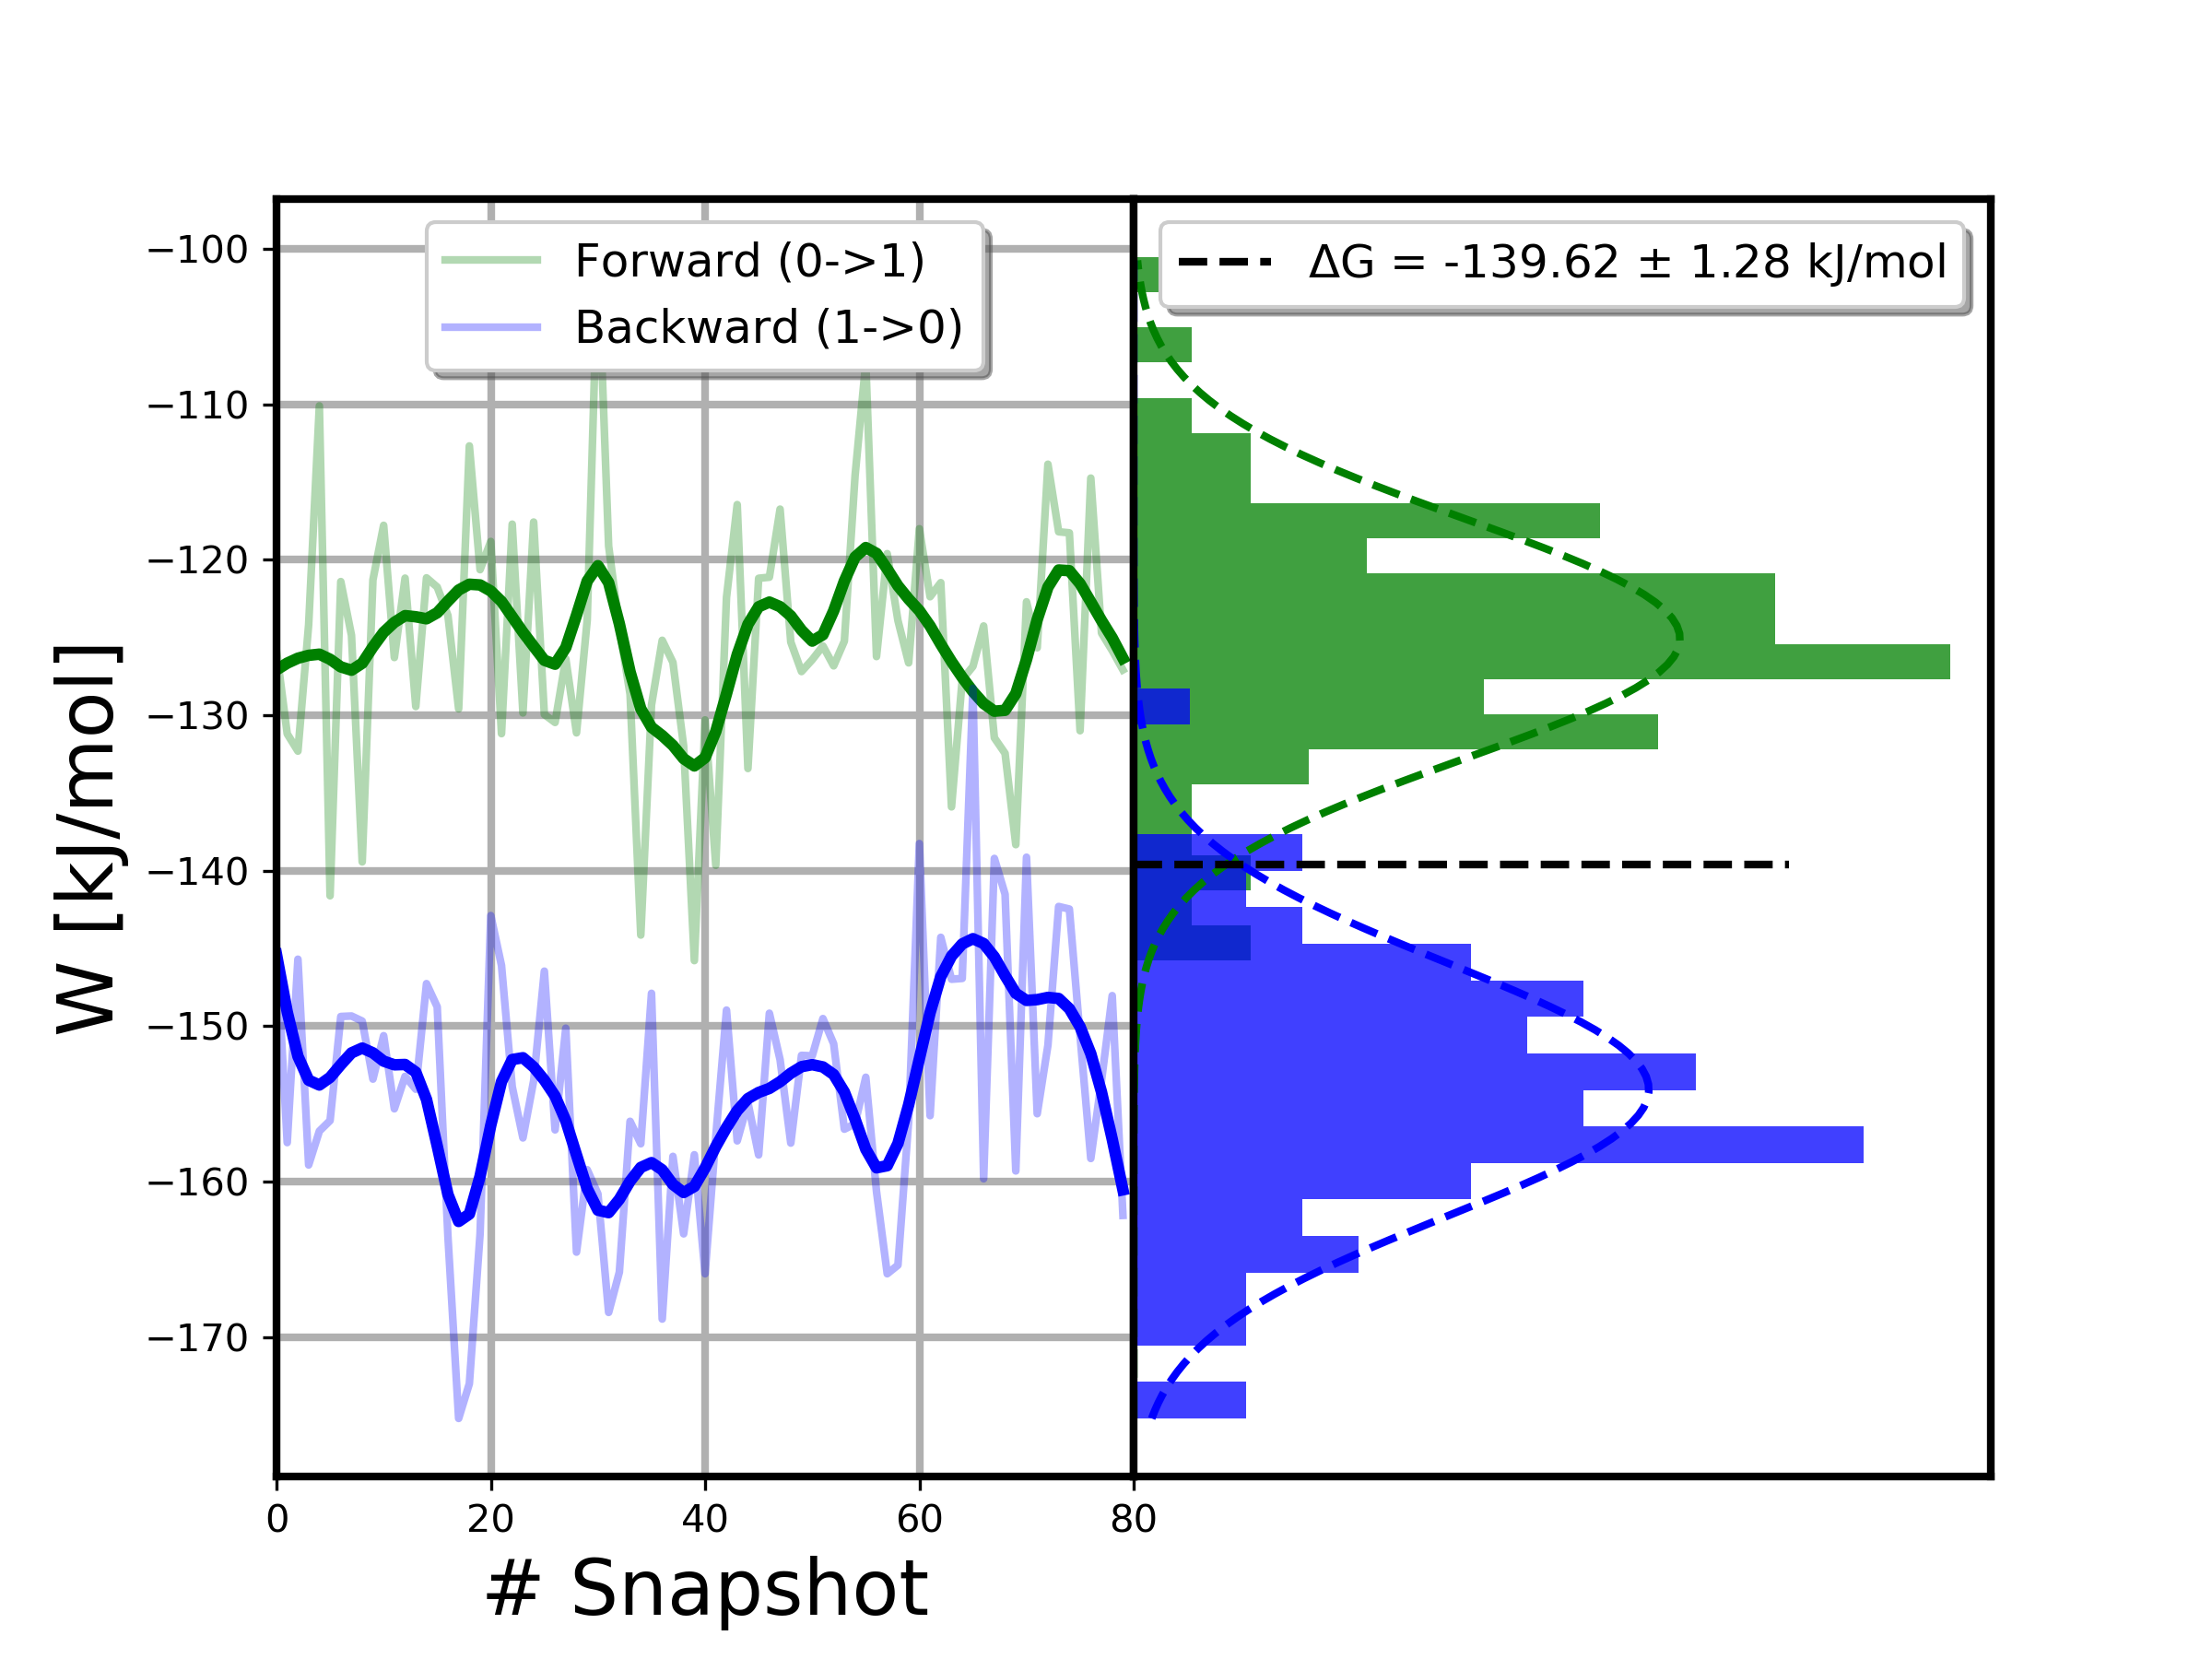 Forward (0->1)
Backward (1->0)
ΔG = -139.62 ± 1.28 kJ/mol
−100
−110
−120
−130
−140
−150
−160
−170
W [kJ/mol]
0 20 40 60 80
# Snapshot